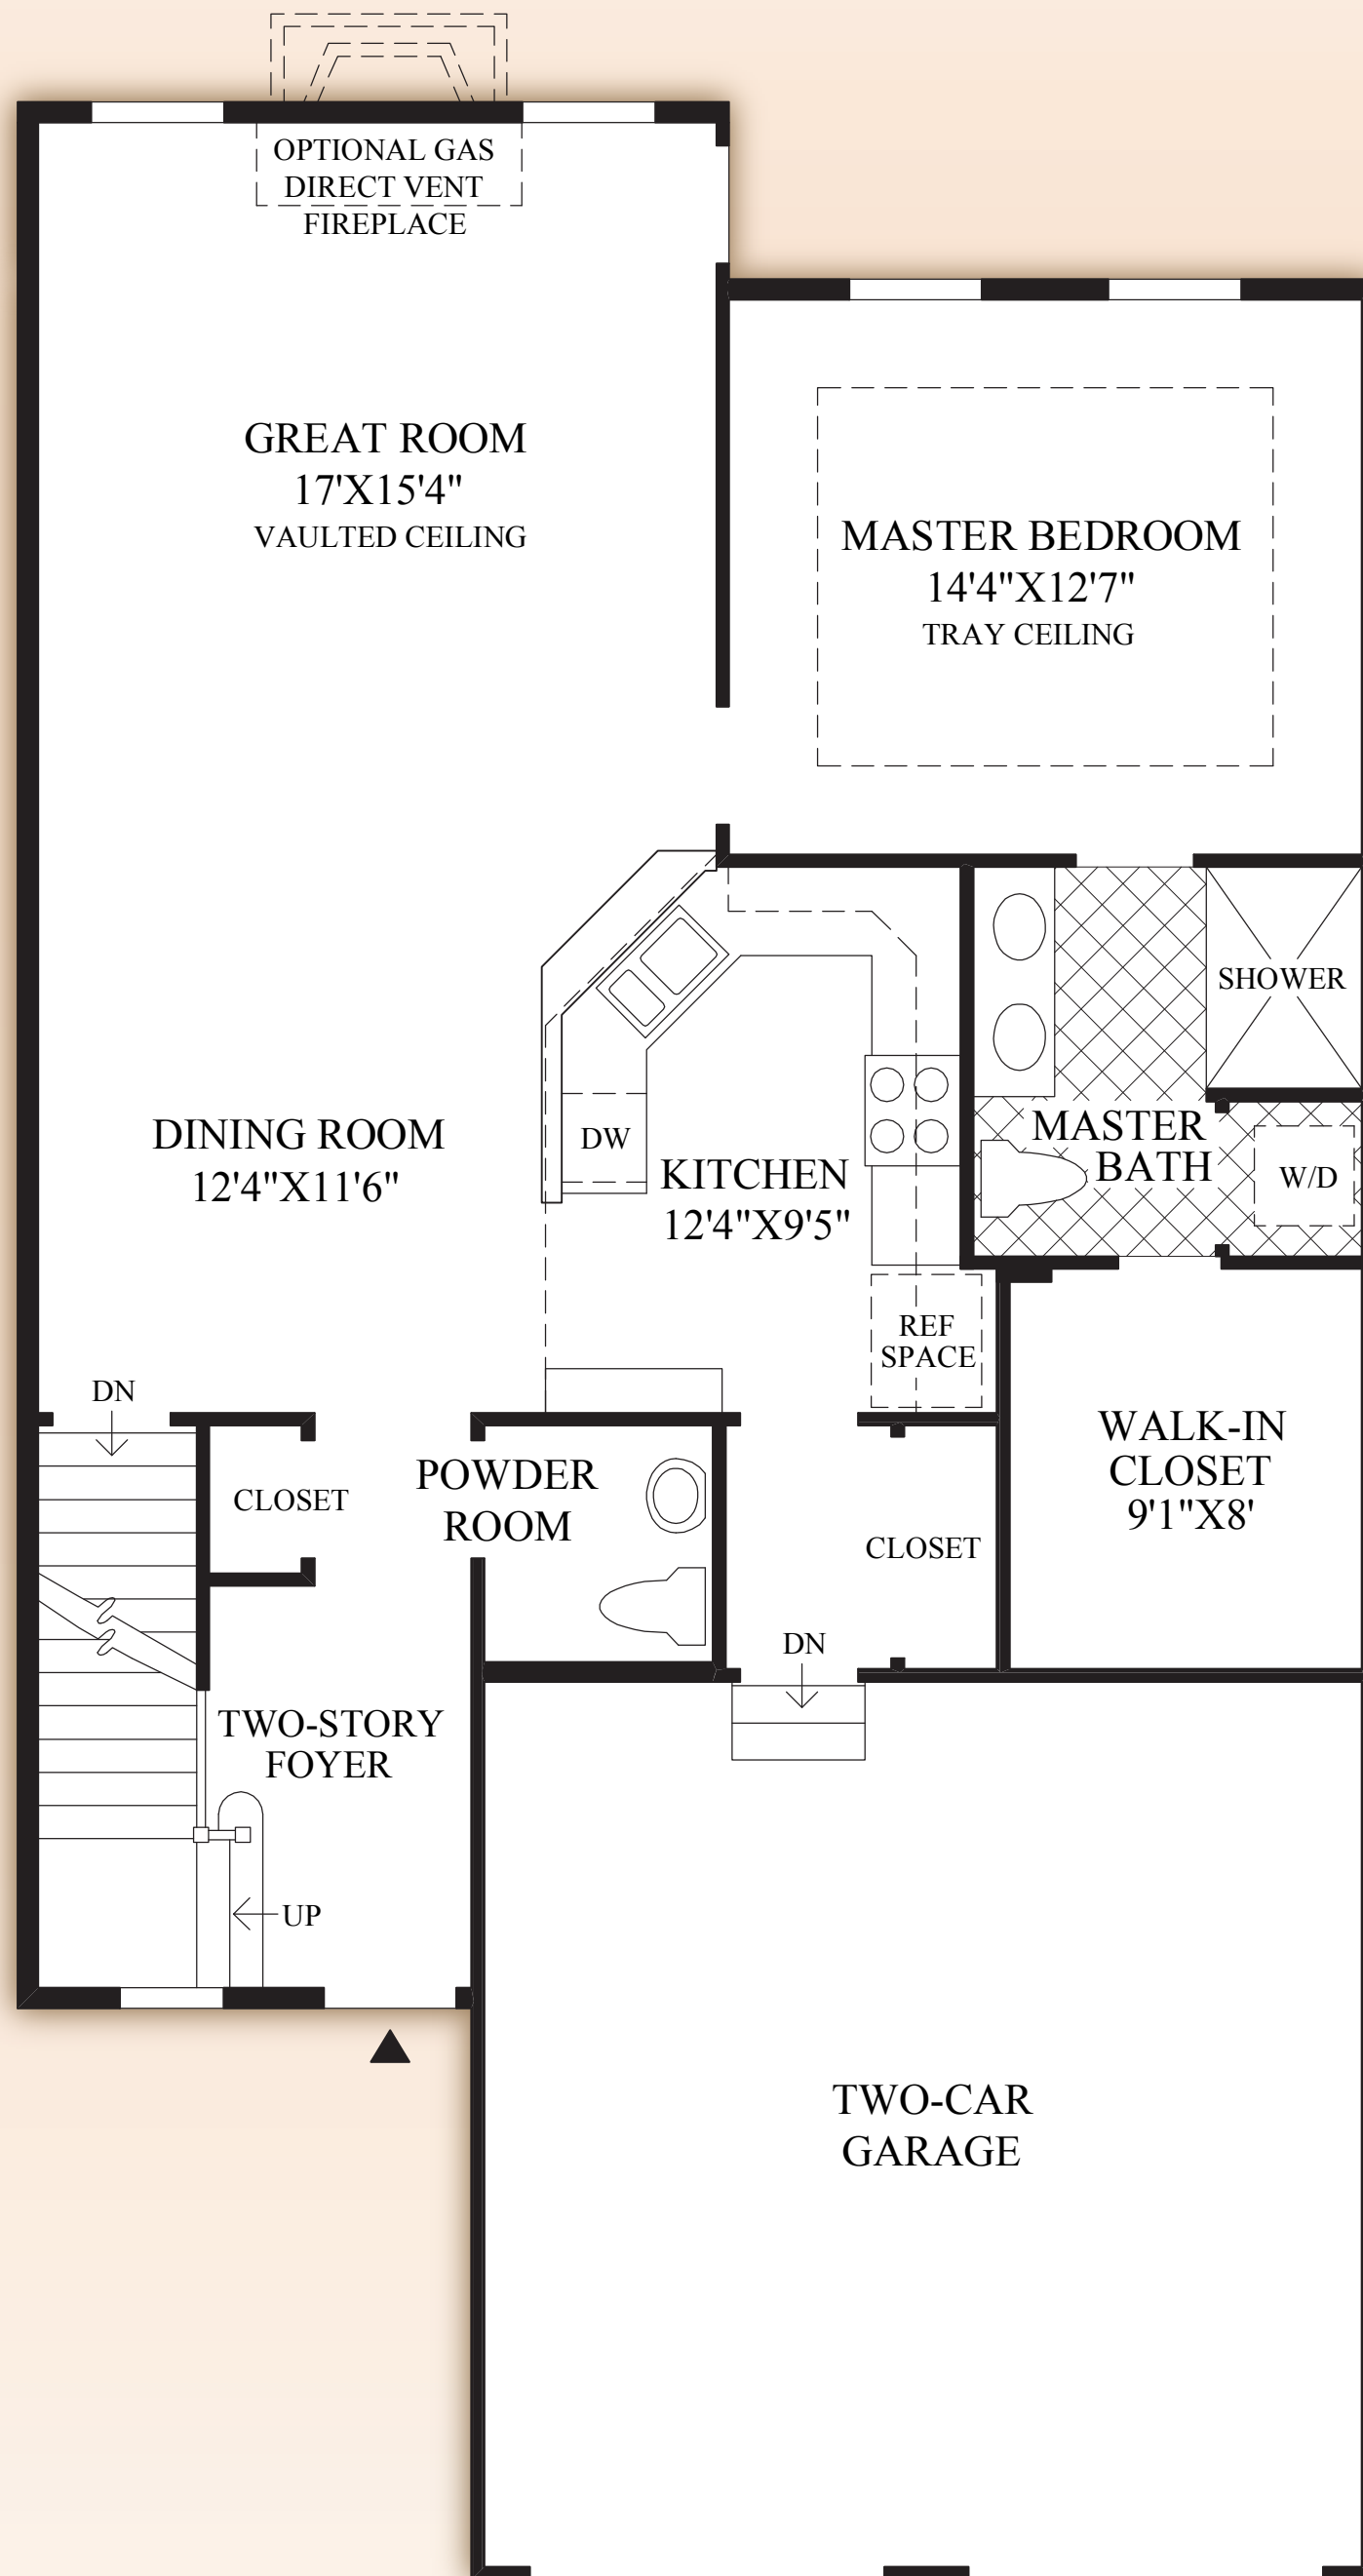 OPTIONAL GAS
DIRECT VENT
FIREPLACE
GREAT ROOM
17'X15'4"
VAULTED CEILING
MASTER BEDROOM
14'4"X12'7"
TRAY CEILING
SHOWER
MASTER
BATH
W/D
DINING ROOM
12'4"X11'6"
DW
KITCHEN
12'4"X9'5"
REF
SPACE
DN
CLOSET
POWDER
ROOM
CLOSET
WALK-IN
CLOSET
9'1"X8'
DN
TWO-STORY
FOYER
UP
TWO-CAR
GARAGE